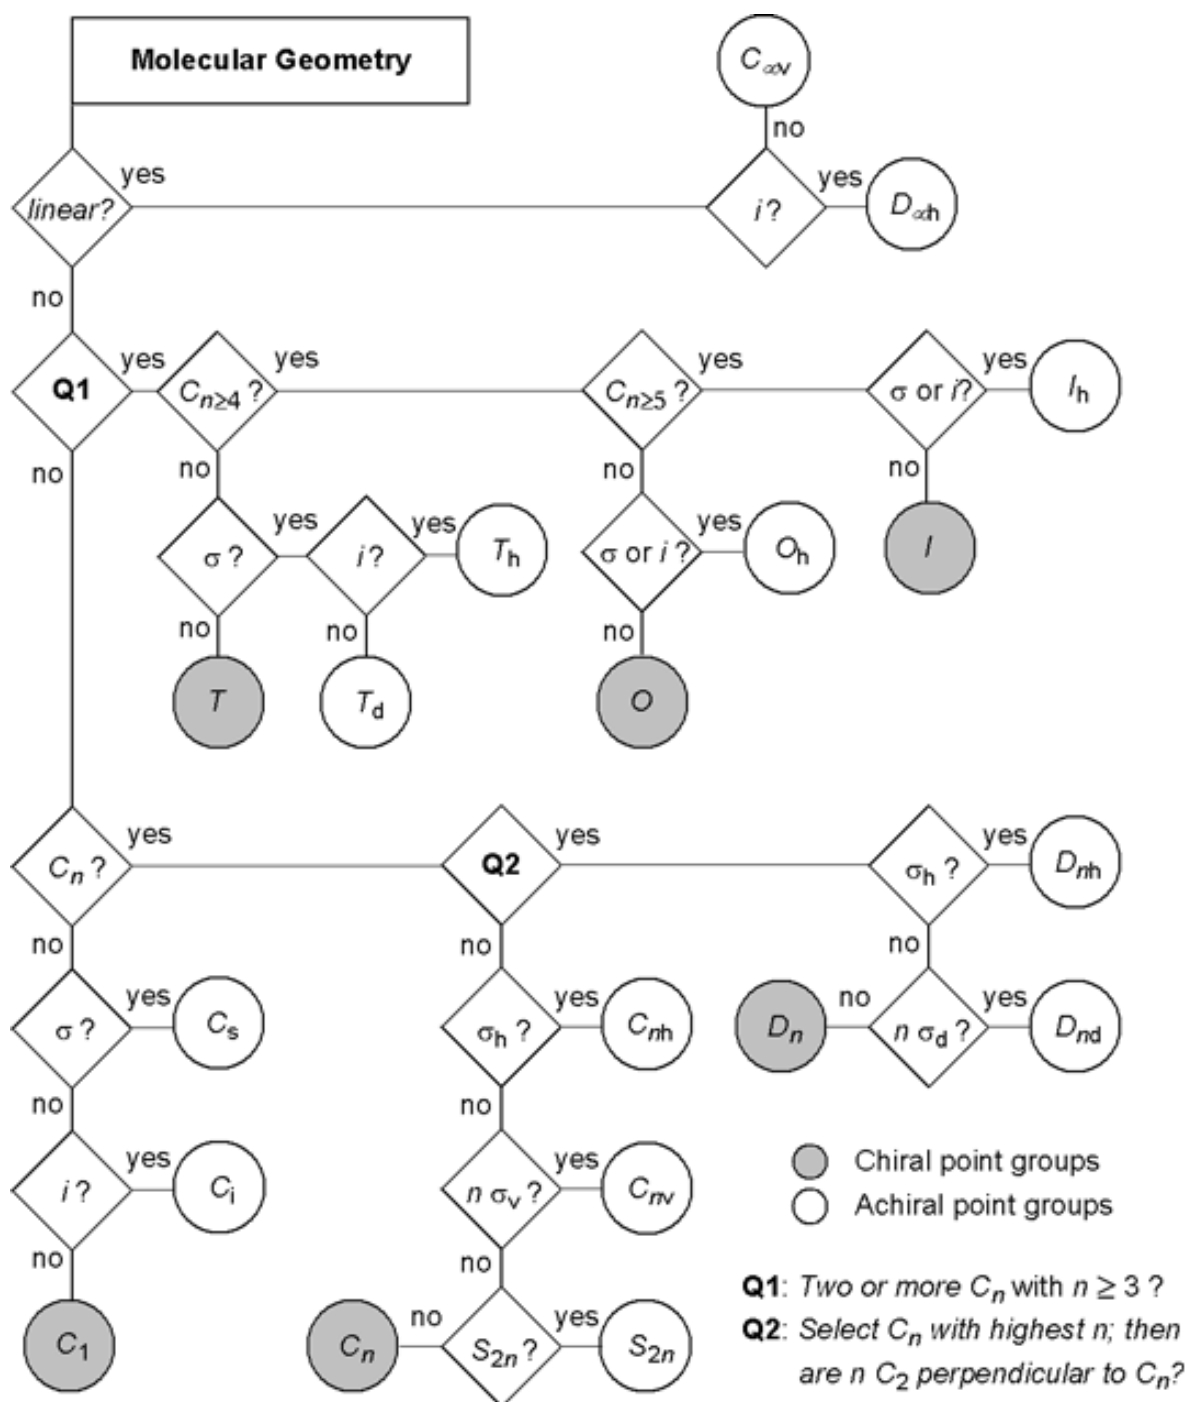 Molecular Geometry
C∞v
no
yes
yes
linear?
i?
D∞h
no
yes
yes
yes
yes
Q1
Cn≥4 ?
Cn≥5 ?
σ or i?
Ih
no
no
no
no
yes
yes
yes
σ ?
i?
Th
σ or i ?
Oh
I
no
no
no
T
Td
O
yes
yes
yes
Cn ?
Q2
σh ?
Dnh
no
no
no
yes
yes
no
yes
σ ?
Cs
σh ?
Cnh
Dn
n σd ?
Dnd
no
no
yes
yes
Chiral point groups
i ?
Ci
n σv ?
Cnv
Achiral point groups
no
no
Q1: Two or more Cn with n ≥ 3 ?
no
yes
Q2: Select Cn with highest n; then
C1
Cn
S2n ?
S2n
are n C2 perpendicular to Cn?